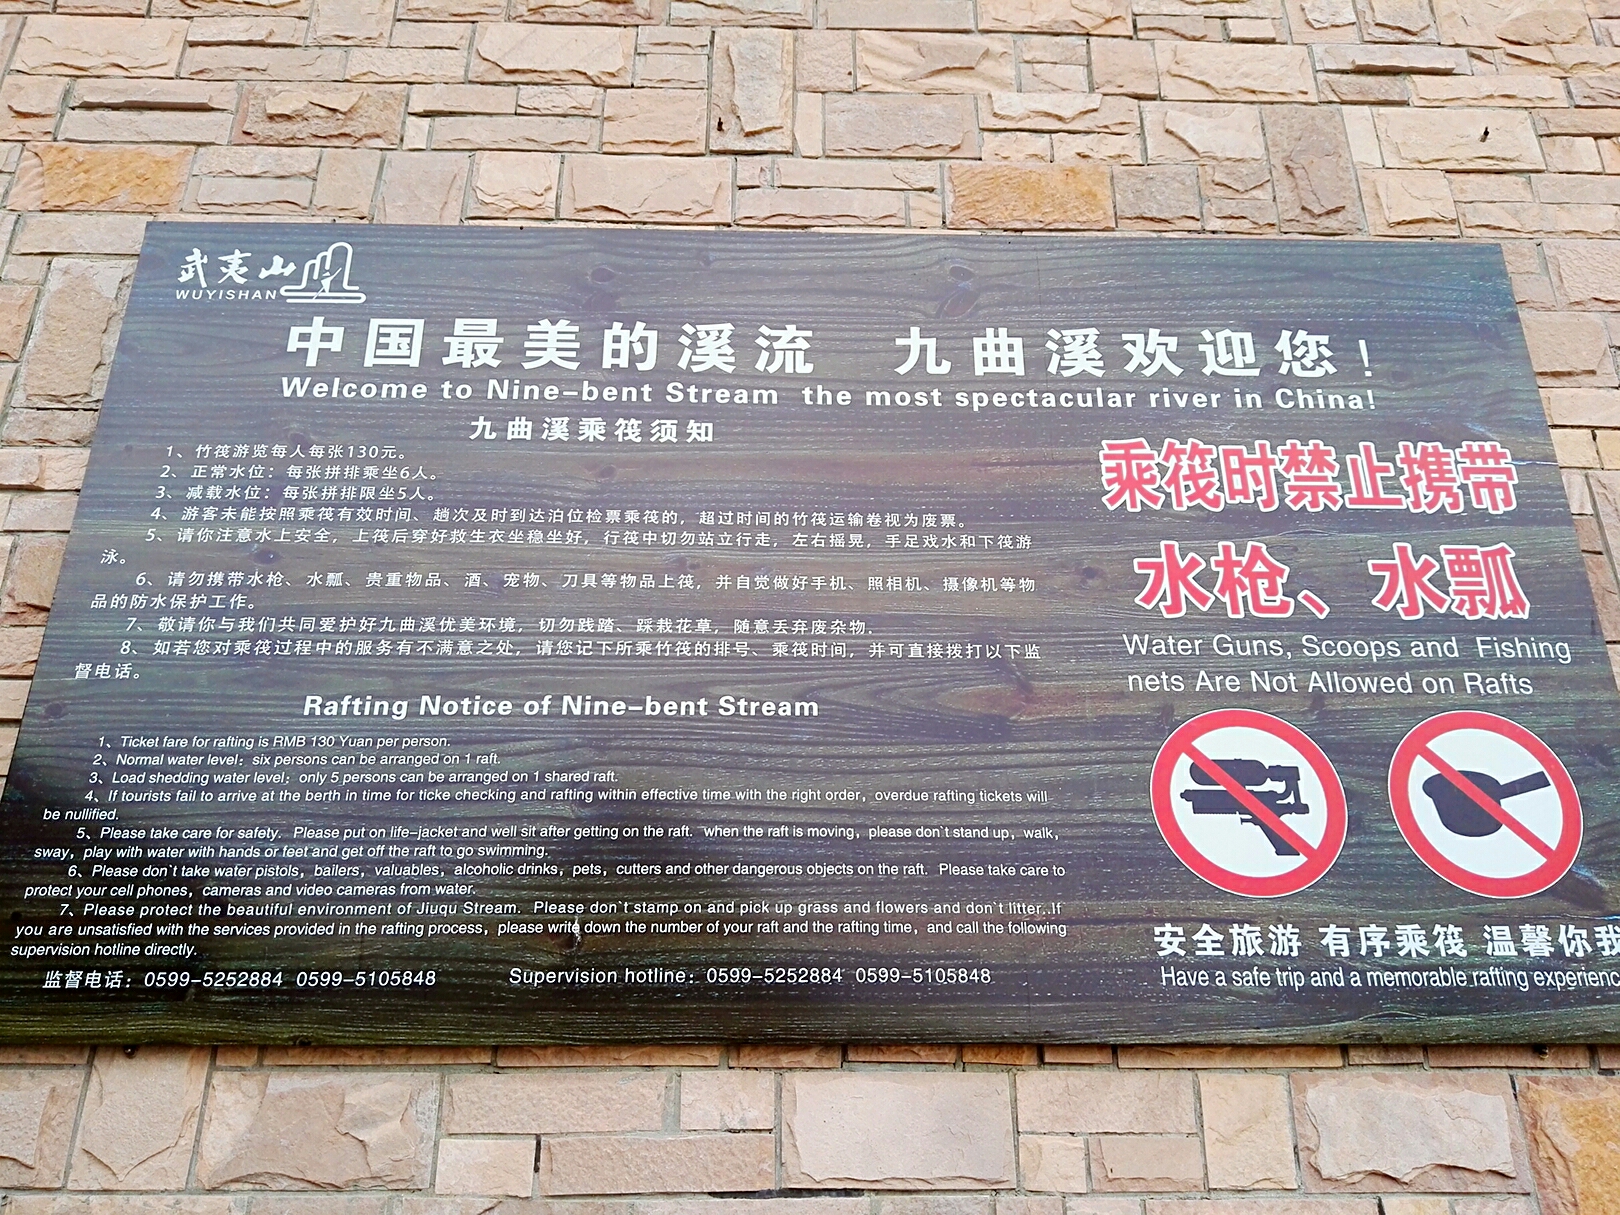 武夷山
WUYISHAN
中国最美的溪流 九曲溪欢迎您！
Welcome to Nine-bent Stream the most spectacular river in China!
九曲溪乘筏须知
1、竹筏游览每人每张130元。
2、正常水位：每张拼排乘坐6人。
3、减载水位：每张拼排限坐5人。
4、游客未能按照乘筏有效时间、趟次及时到达泊位检票乘筏的，超过时间的竹筏运输卷视为废票。
5、请你注意水上安全，上筏后穿好救生衣坐稳坐好，行筏中切勿站立行走，左右摇晃，手足戏水和下筏游
泳。
6、请勿携带水枪、水瓢、贵重物品、酒、宠物、刀具等物品上筏，并自觉做好手机、照相机、摄像机等物
品的防水保护工作。
7、敬请你与我们共同爱护好九曲溪优美环境，切勿践踏、踩栽花草，随意丢弃废杂物.
8、如若您对乘筏过程中的服务有不满意之处，请您记下所乘竹筏的排号、乘筏时间，并可直接拨打以下监
督电话。
Rafting Notice of Nine-bent Stream
1、Ticket fare for rafting is RMB 130 Yuan per person.
2、Normal water level：six persons can be arranged on 1 raft.
3、Load shedding water level；only 5 persons can be arranged on 1 shared raft.
4、If tourists fail to arrive at the berth in time for ticke checking and rafting within effective time with the right order，overdue rafting tickets will
be nullified.
5、Please take care for safety. Please put on life-jacket and well sit after getting on the raft. when the raft is moving，please don`t stand up，walk，
sway，play with water with hands or feet and get off the raft to go swimming.
6、Please don`t take water pistols，bailers，valuables，alcoholic drinks，pets，cutters and other dangerous objects on the raft. Please take care to
protect your cell phones，cameras and video cameras from water.
7、Please protect the beautiful environment of Jiuqu Stream. Please don`t stamp on and pick up grass and flowers and don`t litter..If
you are unsatisfied with the services provided in the rafting process，please write down the number of your raft and the rafting time，and call the following
supervision hotline directly.
监督电话：0599-5252884 0599-5105848 Supervision hotline：0599-5252884 0599-5105848
乘筏时禁止携带
水枪、水瓢
Water Guns, Scoops and Fishing
nets Are Not Allowed on Rafts
安全旅游 有序乘筏 温馨你我
Have a safe trip and a memorable rafting experienc